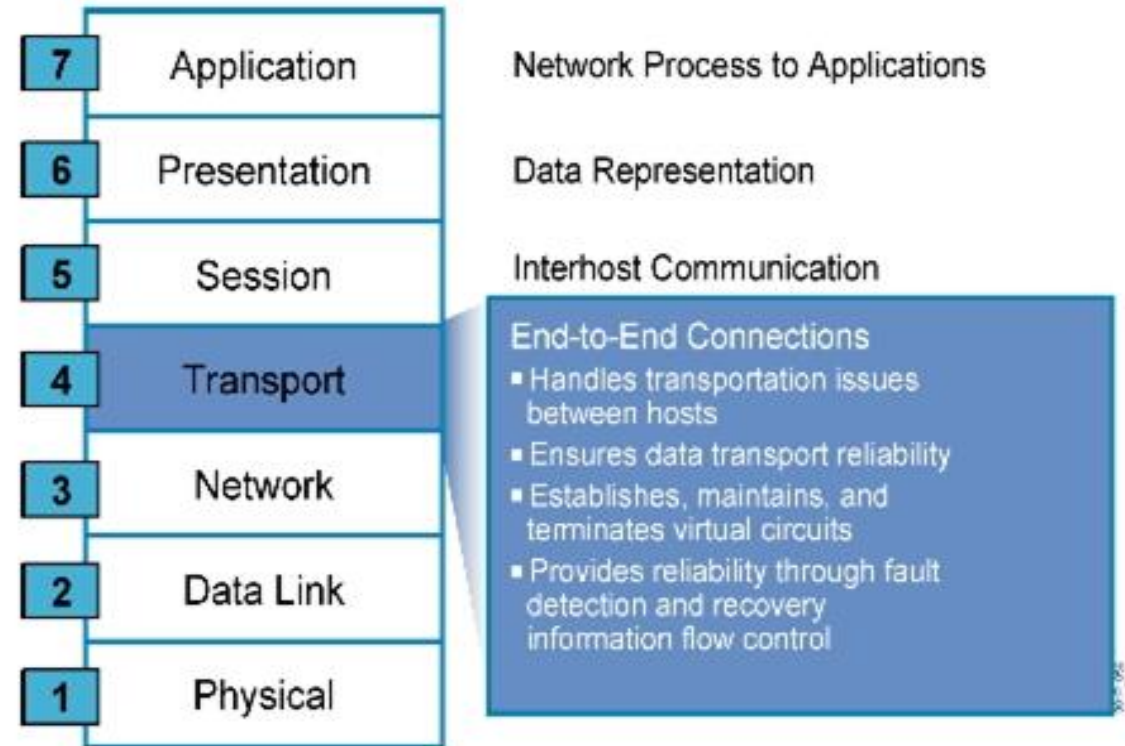 7 Application Network Process to Applications
6 Presentation Data Representation
5 Session Interhost Communication
4 Transport
End-to-End Connections
▪ Handles transportation issues
between hosts
▪ Ensures data transport reliability
▪ Establishes, maintains, and
terminates virtual circuits
▪ Provides reliability through fault
detection and recovery
information flow control
3 Network
2 Data Link
1 Physical